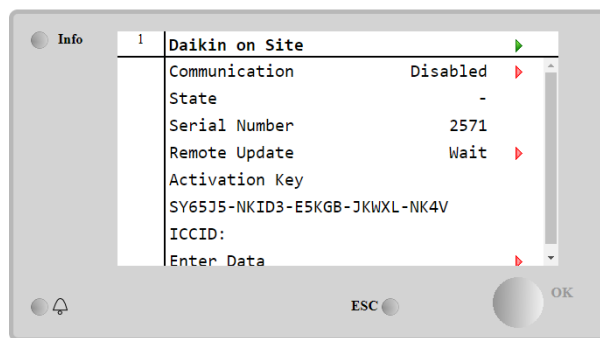 Info
1 Daikin on Site
Communication Disabled
State -
Serial Number 2571
Remote Update Wait
Activation Key
SY65J5-NKID3-E5KGB-JKWXL-NK4V
ICCID:
Enter Data
ESC
OK